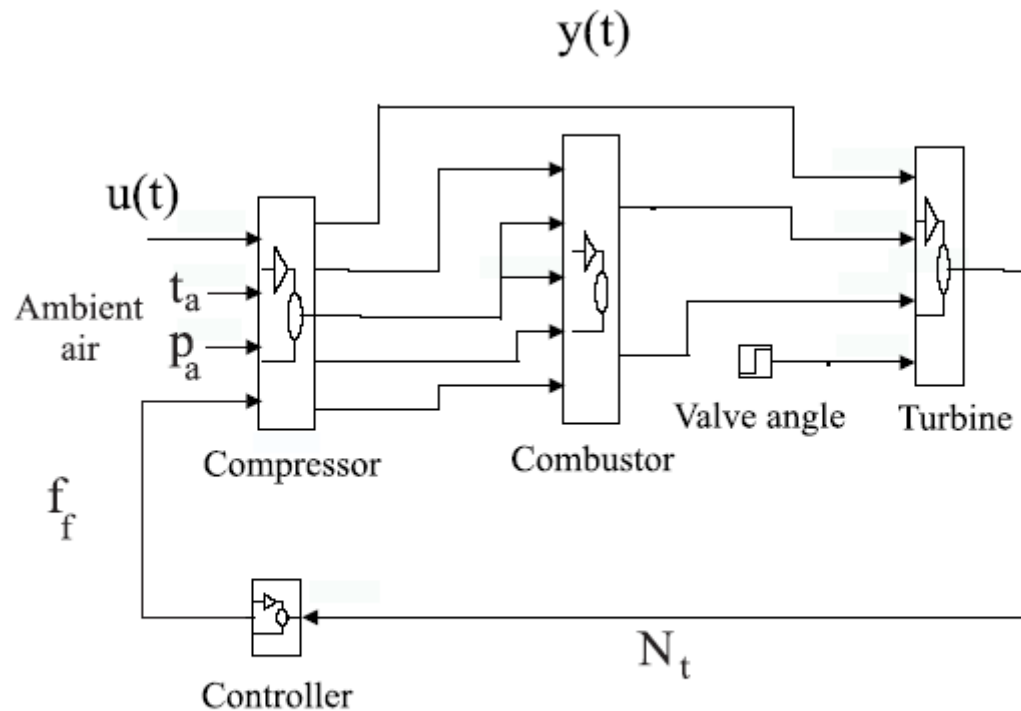 y(t)
u(t)
Ambient
air
t_a
p_a
Compressor
Combustor
Valve angle
Turbine
f_f
Controller
N_t